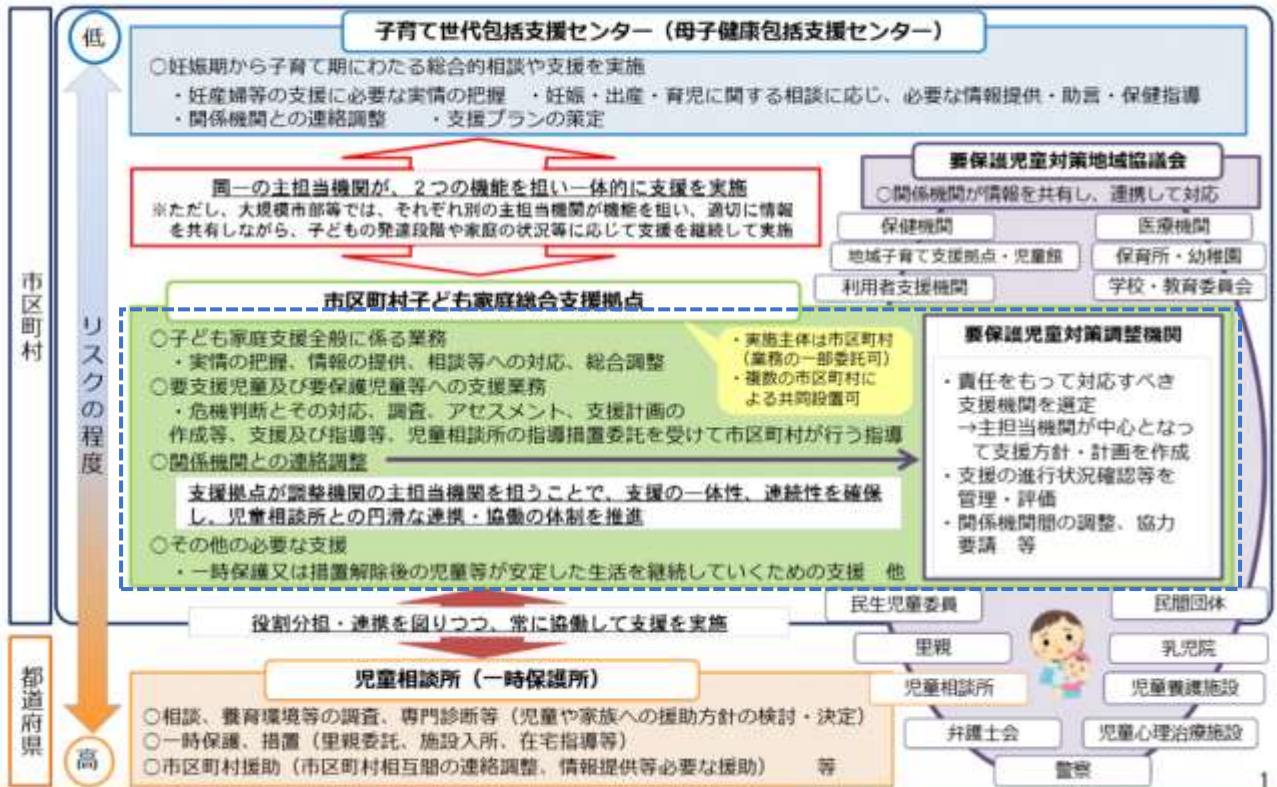 市区町村
低
リスクの程度
子育て世代包括支援センター(母子健康包括支援センター)
○妊娠期から子育て期にわたる総合的相談や支援を実施
・妊産婦等の支援に必要な実情の把握 ・妊娠・出産・育児に関する相談に応じ、必要な情報提供・助言・保健指導
・関係機関との連絡調整 ・支援プランの策定
同一の主担当機関が、2つの機能を担い一体的に支援を実施
※ただし、大規模市部等では、それぞれ別の主担当機関が機能を担い、適切に情報
を共有しながら、子どもの発達段階や家庭の状況等に応じて支援を継続して実施
要保護児童対策地域協議会
○関係機関が情報を共有し、連携して対応
保健機関
医療機関
地域子育て支援拠点・児童館
保育所・幼稚園
利用者支援機関
学校・教育委員会
市区町村子ども家庭総合支援拠点
○子ども家庭支援全般に係る業務
・実情の把握、情報の提供、相談等への対応、総合調整
○要支援児童及び要保護児童等への支援業務
・危機判断とその対応、調査、アセスメント、支援計画の
作成等、支援及び指導等、児童相談所の指導措置委託を受けて市区町村が行う指導
○関係機関との連絡調整
支援拠点が調整機関の主担当機関を担うことで、支援の一体性、連続性を確保
し、児童相談所との円滑な連携・協働の体制を推進
○その他の必要な支援
・一時保護又は措置解除後の児童等が安定した生活を継続していくための支援 他
・実施主体は市区町村
(業務の一部委託可)
・複数の市区町村に
よる共同設置可
要保護児童対策調整機関
・責任をもって対応すべき
支援機関を選定
→主担当機関が中心となっ
て支援方針・計画を作成
・支援の進行状況確認等を
管理・評価
・関係機関間の調整、協力
要請 等
役割分担・連携を図りつつ、常に協働して支援を実施
民生児童委員
民間団体
里親
乳児院
児童相談所
児童養護施設
弁護士会
児童心理治療施設
警察
都道府県
高
児童相談所(一時保護所)
○相談、養育環境等の調査、専門診断等(児童や家族への援助方針の検討・決定)
○一時保護、措置(里親委託、施設入所、在宅指導等)
○市区町村援助(市区町村相互間の連絡調整、情報提供等必要な援助) 等
1